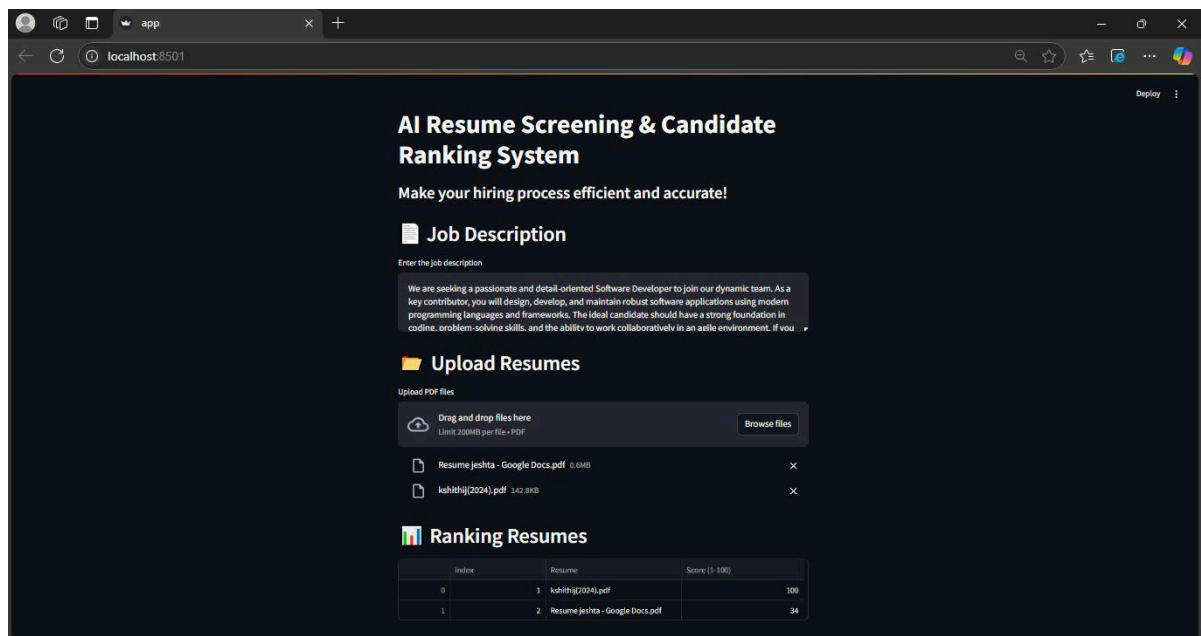 app
localhost:8501
Deploy
AI Resume Screening & Candidate
Ranking System
Make your hiring process efficient and accurate!
Job Description
Enter the job description
We are seeking a passionate and detail-oriented Software Developer to join our dynamic team. As a
key contributor, you will design, develop, and maintain robust software applications using modern
programming languages and frameworks. The ideal candidate should have a strong foundation in
coding, problem-solving skills, and the ability to work collaboratively in an agile environment. If you
Upload Resumes
Upload PDF files
Drag and drop files here
Limit 200MB per file • PDF
Browse files
Resume jeshta - Google Docs.pdf 0.6MB
kshithij(2024).pdf 142.8KB
Ranking Resumes
Index Resume Score (1-100)
0 1 kshithij(2024).pdf 100
1 2 Resume jeshta - Google Docs.pdf 34